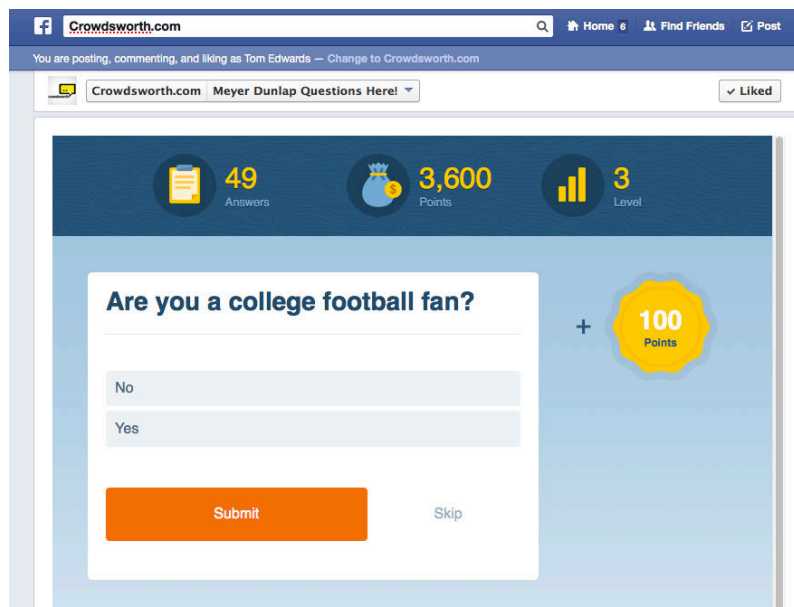 f Crowdsworth.com Home 6 Find Friends Post
You are posting, commenting, and liking as Tom Edwards — Change to Crowdsworth.com
Crowdsworth.com Meyer Dunlap Questions Here! Liked
49 3,600 3
Answers Points Level
$
Are you a college football fan?
+ 100
Points
No
Yes
Submit Skip